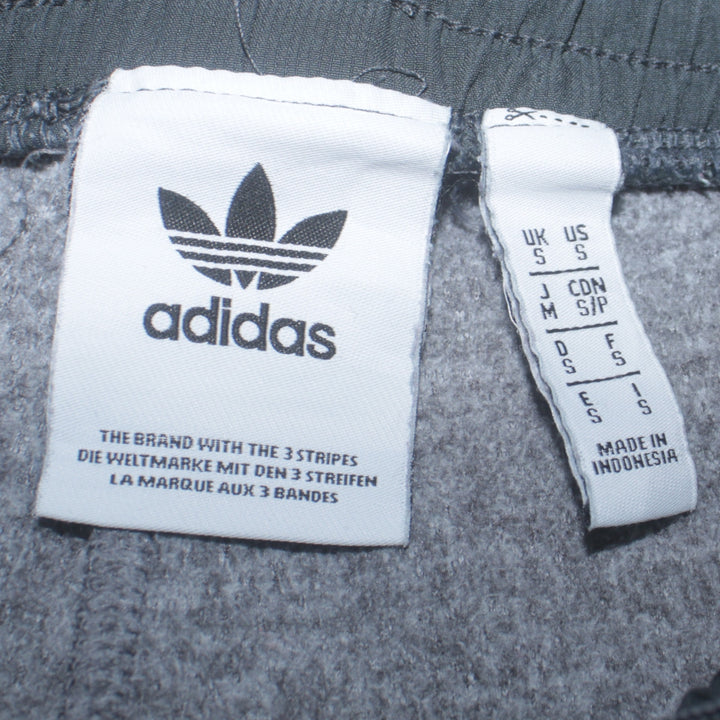 adidas
THE BRAND WITH THE 3 STRIPES
DIE WELTMARKE MIT DEN 3 STREIFEN
LA MARQUE AUX 3 BANDES
UK US
S S
J CDN
M S/P
D F
S S
E I
S S
MADE IN
INDONESIA